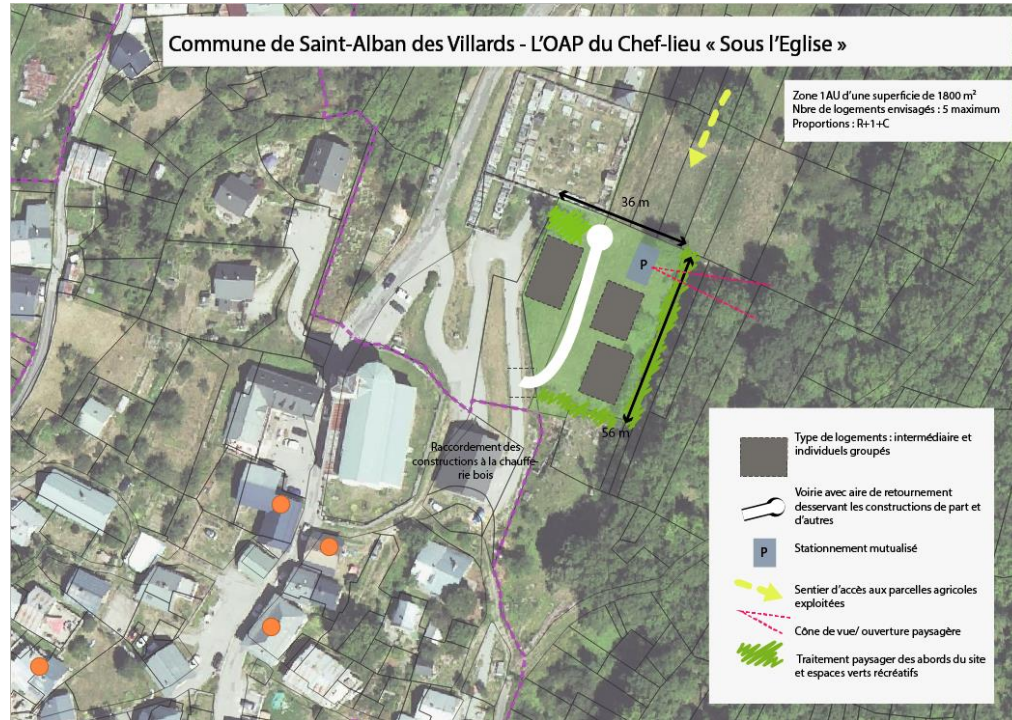 Commune de Saint-Alban des Villards - L'OAP du Chef-lieu « Sous l'Eglise »
Zone 1AU d'une superficie de 1800 m²
Nbre de logements envisagés : 5 maximum
Proportions : R+1+C
36 m
P
56 m
Raccordement des
constructions à la chauffe-
rie bois
Type de logements : intermédiaire et
individuels groupés
Voirie avec aire de retournement
desservant les constructions de part et
d'autres
P
Stationnement mutualisé
Sentier d'accès aux parcelles agricoles
exploitées
Cône de vue/ ouverture paysagère
Traitement paysager des abords du site
et espaces verts récréatifs